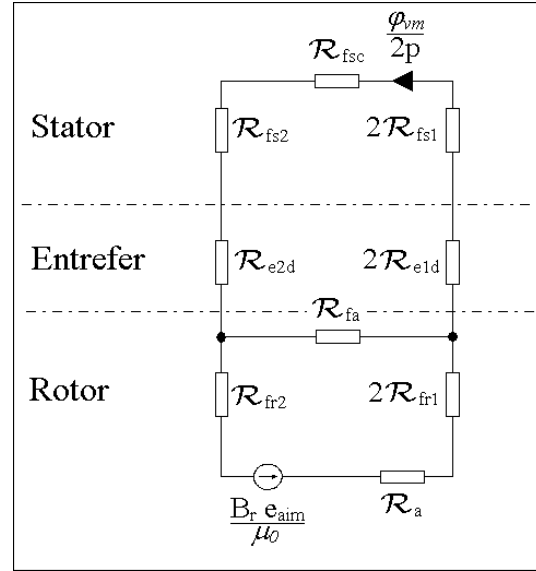 φvm
2p
ℛfsc
Stator
ℛfs2
2ℛfs1
Entrefer
ℛe2d
2ℛe1d
ℛfa
Rotor
ℛfr2
2ℛfr1
Br eaim
μ0
ℛa